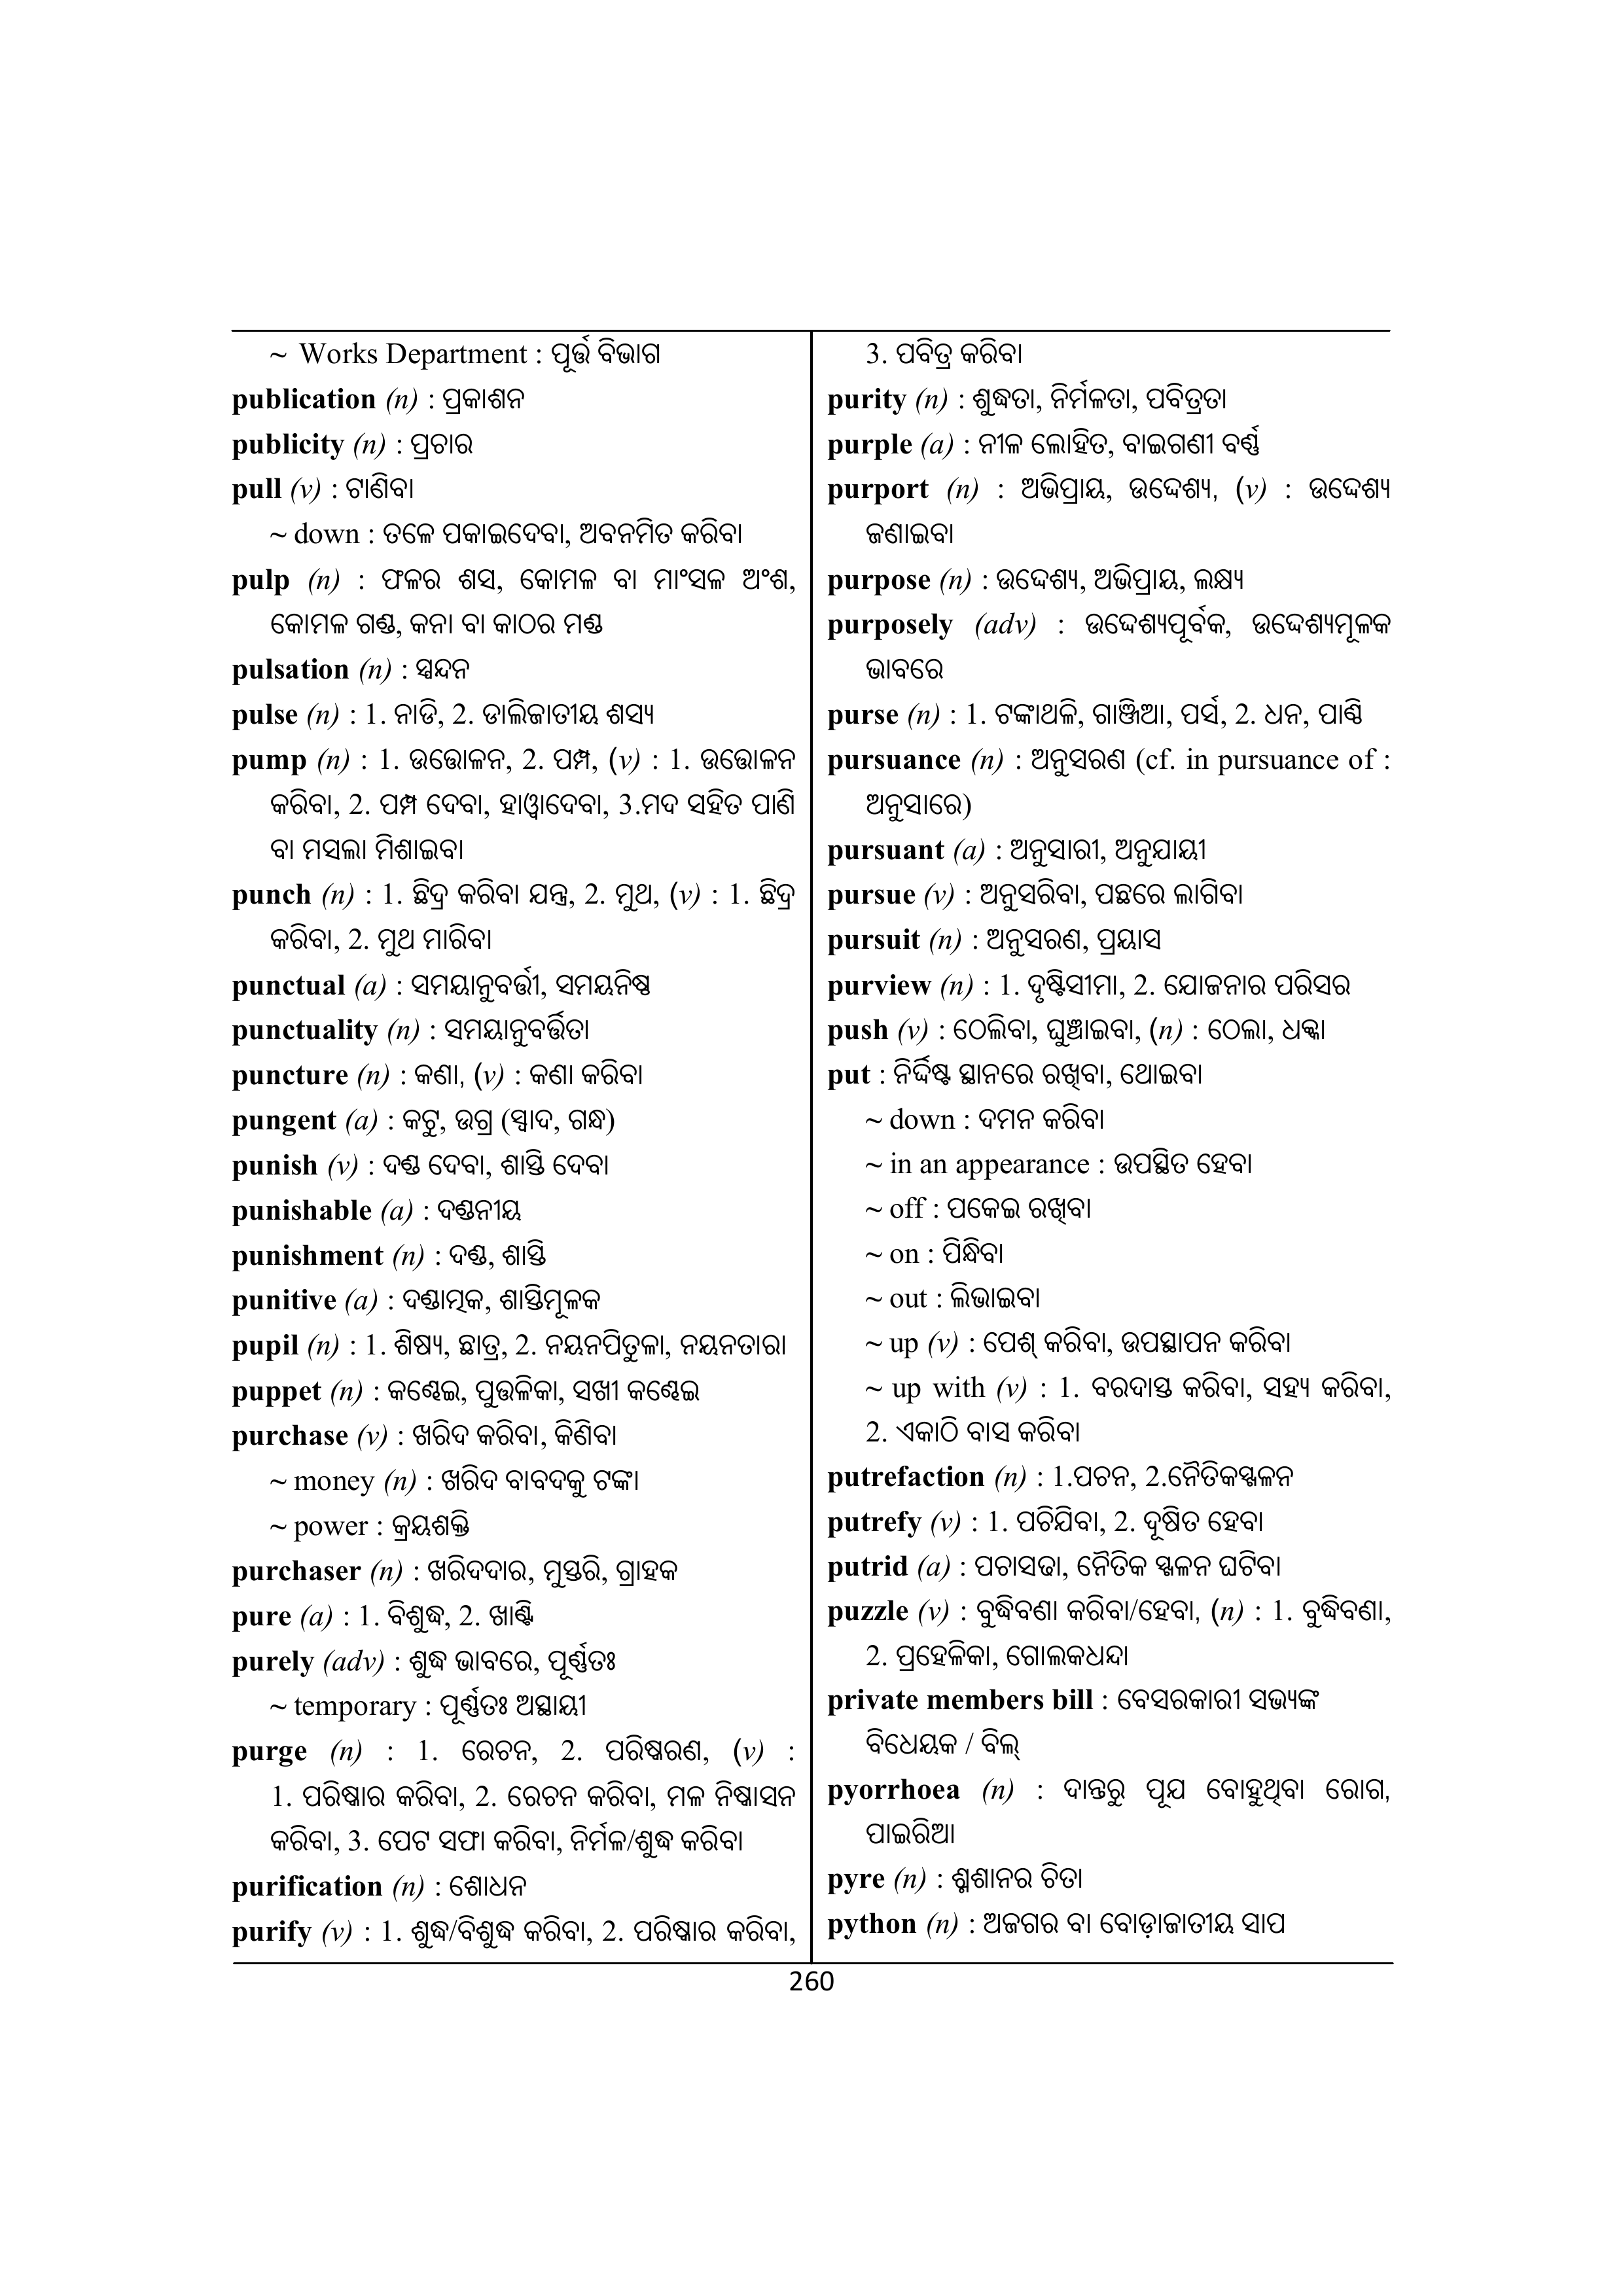 ~ Works Department : ପୂର୍ତ୍ତ ବିଭାଗ
publication (n) : ପ୍ରକାଶନ
publicity (n) : ପ୍ରଚାର
pull (v) : ଟାଣିବା
~ down : ତଳେ ପକାଇଦେବା, ଅବନମିତ କରିବା
pulp (n) : ଫଳର ଶସ, କୋମଳ ବା ମାଂସଳ ଅଂଶ,
କୋମଳ ଗଣ୍ଡ, କନା ବା କାଠର ମଣ୍ଡ
pulsation (n) : ସ୍ପନ୍ଦନ
pulse (n) : 1. ନାଡି, 2. ଡାଲିଜାତୀୟ ଶସ୍ୟ
pump (n) : 1. ଉତ୍ତୋଳନ, 2. ପମ୍ପ, (v) : 1. ଉତ୍ତୋଳନ
କରିବା, 2. ପମ୍ପ ଦେବା, ହାୱାଦେବା, 3.ମଦ ସହିତ ପାଣି
ବା ମସଲା ମିଶାଇବା
punch (n) : 1. ଛିଦ୍ର କରିବା ଯନ୍ତ୍ର, 2. ମୁଥ, (v) : 1. ଛିଦ୍ର
କରିବା, 2. ମୁଥ ମାରିବା
punctual (a) : ସମୟାନୁବର୍ତ୍ତୀ, ସମୟନିଷ୍ଠ
punctuality (n) : ସମୟାନୁବର୍ତ୍ତିତା
puncture (n) : କଣା, (v) : କଣା କରିବା
pungent (a) : କଟୁ, ଉଗ୍ର (ସ୍ୱାଦ, ଗନ୍ଧ)
punish (v) : ଦଣ୍ଡ ଦେବା, ଶାସ୍ତି ଦେବା
punishable (a) : ଦଣ୍ଡନୀୟ
punishment (n) : ଦଣ୍ଡ, ଶାସ୍ତି
punitive (a) : ଦଣ୍ଡାତ୍ମକ, ଶାସ୍ତିମୂଳକ
pupil (n) : 1. ଶିଷ୍ୟ, ଛାତ୍ର, 2. ନୟନପିତୁଳା, ନୟନତାରା
puppet (n) : କଣ୍ଢେଇ, ପୁତ୍ତଳିକା, ସଖୀ କଣ୍ଢେଇ
purchase (v) : ଖରିଦ କରିବା, କିଣିବା
~ money (n) : ଖରିଦ ବାବଦକୁ ଟଙ୍କା
~ power : କ୍ରୟଶକ୍ତି
purchaser (n) : ଖରିଦଦାର, ମୁସ୍ତରି, ଗ୍ରାହକ
pure (a) : 1. ବିଶୁଦ୍ଧ, 2. ଖାଣ୍ଟି
purely (adv) : ଶୁଦ୍ଧ ଭାବରେ, ପୂର୍ଣ୍ଣତଃ
~ temporary : ପୂର୍ଣ୍ଣତଃ ଅସ୍ଥାୟୀ
purge (n) : 1. ରେଚନ, 2. ପରିଷ୍କରଣ, (v) :
1. ପରିଷ୍କାର କରିବା, 2. ରେଚନ କରିବା, ମଳ ନିଷ୍କାସନ
କରିବା, 3. ପେଟ ସଫା କରିବା, ନିର୍ମଳ/ଶୁଦ୍ଧ କରିବା
purification (n) : ଶୋଧନ
purify (v) : 1. ଶୁଦ୍ଧ/ବିଶୁଦ୍ଧ କରିବା, 2. ପରିଷ୍କାର କରିବା,
3. ପବିତ୍ର କରିବା
purity (n) : ଶୁଦ୍ଧତା, ନିର୍ମଳତା, ପବିତ୍ରତା
purple (a) : ନୀଳ ଲୋହିତ, ବାଇଗଣୀ ବର୍ଣ୍ଣ
purport (n) : ଅଭିପ୍ରାୟ, ଉଦ୍ଦେଶ୍ୟ, (v) : ଉଦ୍ଦେଶ୍ୟ
ଜଣାଇବା
purpose (n) : ଉଦ୍ଦେଶ୍ୟ, ଅଭିପ୍ରାୟ, ଲକ୍ଷ୍ୟ
purposely (adv) : ଉଦ୍ଦେଶ୍ୟପୂର୍ବକ, ଉଦ୍ଦେଶ୍ୟମୂଳକ
ଭାବରେ
purse (n) : 1. ଟଙ୍କାଥଳି, ଗାଞ୍ଜିଆ, ପର୍ସ, 2. ଧନ, ପାଣ୍ଠି
pursuance (n) : ଅନୁସରଣ (cf. in pursuance of :
ଅନୁସାରେ)
pursuant (a) : ଅନୁସାରୀ, ଅନୁଯାୟୀ
pursue (v) : ଅନୁସରିବା, ପଛରେ ଲାଗିବା
pursuit (n) : ଅନୁସରଣ, ପ୍ରୟାସ
purview (n) : 1. ଦୃଷ୍ଟିସୀମା, 2. ଯୋଜନାର ପରିସର
push (v) : ଠେଲିବା, ଘୁଞ୍ଚାଇବା, (n) : ଠେଲା, ଧକ୍କା
put : ନିର୍ଦ୍ଦିଷ୍ଟ ସ୍ଥାନରେ ରଖିବା, ଥୋଇବା
~ down : ଦମନ କରିବା
~ in an appearance : ଉପସ୍ଥିତ ହେବା
~ off : ପକେଇ ରଖିବା
~ on : ପିନ୍ଧିବା
~ out : ଲିଭାଇବା
~ up (v) : ପେଶ୍ କରିବା, ଉପସ୍ଥାପନ କରିବା
~ up with (v) : 1. ବରଦାସ୍ତ କରିବା, ସହ୍ୟ କରିବା,
2. ଏକାଠି ବାସ କରିବା
putrefaction (n) : 1.ପଚନ, 2.ନୈତିକସ୍ଖଳନ
putrefy (v) : 1. ପଚିଯିବା, 2. ଦୂଷିତ ହେବା
putrid (a) : ପଚାସଢା, ନୈତିକ ସ୍ଖଳନ ଘଟିବା
puzzle (v) : ବୁଦ୍ଧିବଣା କରିବା/ହେବା, (n) : 1. ବୁଦ୍ଧିବଣା,
2. ପ୍ରହେଳିକା, ଗୋଲକଧନ୍ଦା
private members bill : ବେସରକାରୀ ସଭ୍ୟଙ୍କ
ବିଧେୟକ / ବିଲ୍
pyorrhoea (n) : ଦାନ୍ତରୁ ପୂଯ ବୋହୁଥିବା ରୋଗ,
ପାଇରିଆ
pyre (n) : ଶ୍ମଶାନର ଚିତା
python (n) : ଅଜଗର ବା ବୋଡ଼ାଜାତୀୟ ସାପ
260